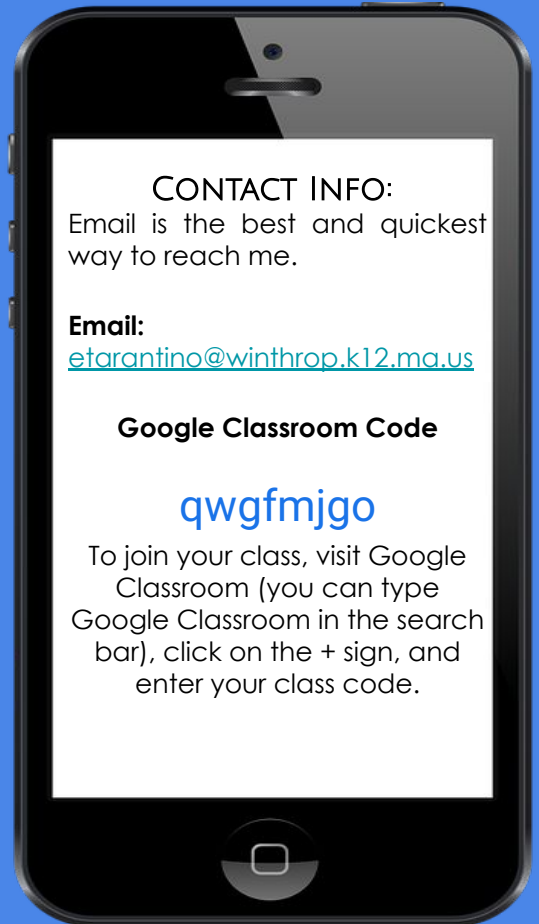 Contact Info:
Email is the best and quickest
way to reach me.
Email:
etarantino@winthrop.k12.ma.us
Google Classroom Code
qwgfmjgo
To join your class, visit Google
Classroom (you can type
Google Classroom in the search
bar), click on the + sign, and
enter your class code.